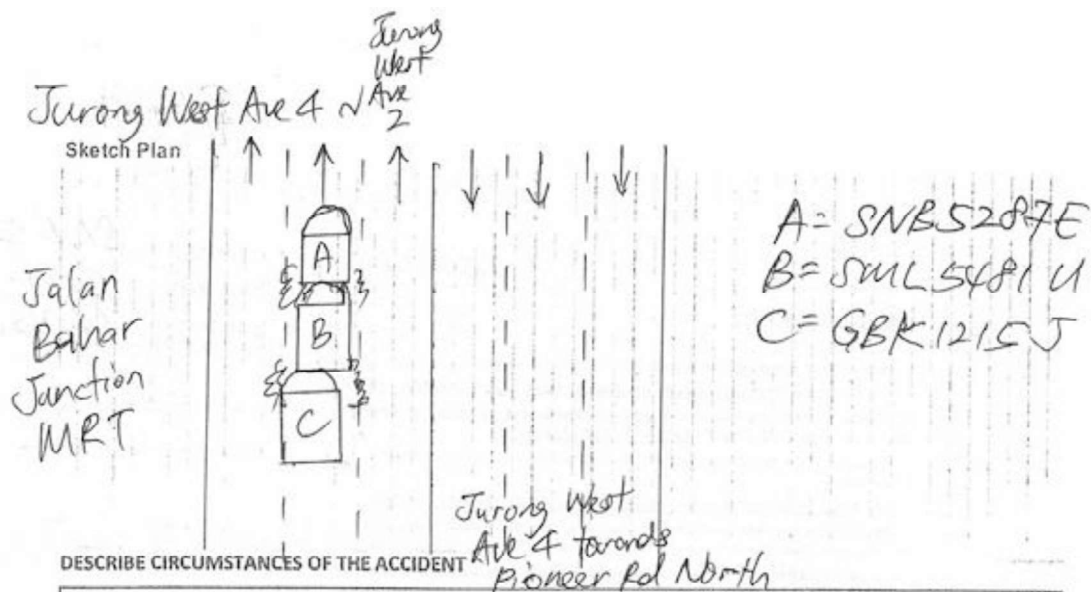 Jurong
West
Ave
2
Jurong West Ave 4 N
Sketch Plan
A = SNB5287E
B = SML5481U
C = GBK1215J
A
B
C
Jalan
Bahar
Junction
MRT
Jurong West
Ave 4 towards
Pioneer Rd North
DESCRIBE CIRCUMSTANCES OF THE ACCIDENT